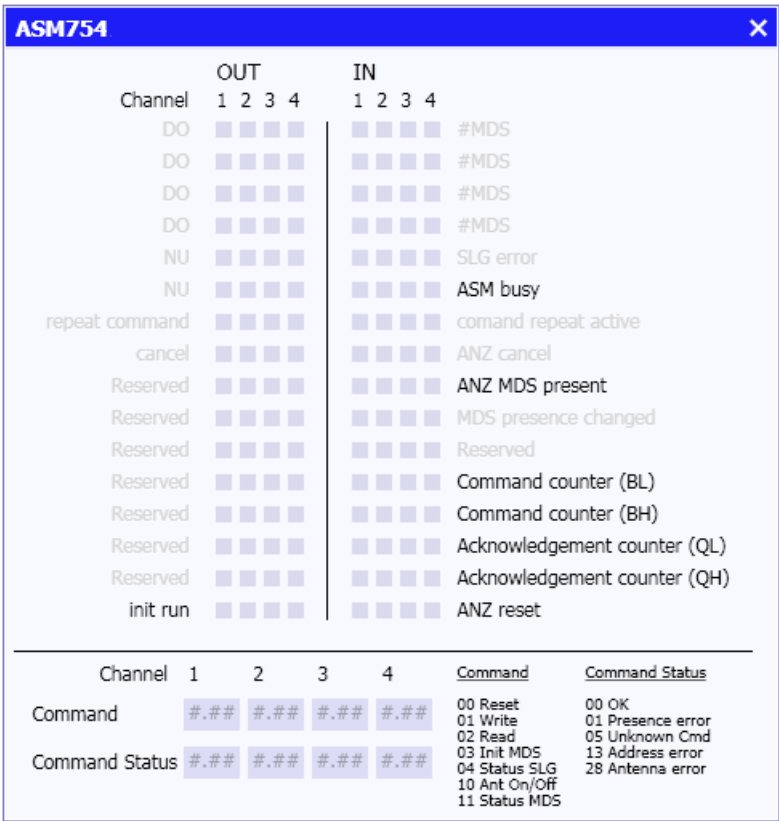 ASM754
OUT IN
Channel 1 2 3 4 1 2 3 4
DO #MDS
DO #MDS
DO #MDS
DO #MDS
NU SLG error
NU ASM busy
repeat command comand repeat active
cancel ANZ cancel
Reserved ANZ MDS present
Reserved MDS presence changed
Reserved Reserved
Reserved Command counter (BL)
Reserved Command counter (BH)
Reserved Acknowledgement counter (QL)
Reserved Acknowledgement counter (QH)
init run ANZ reset
Channel 1 2 3 4
Command #.## #.## #.## #.##
Command Status #.## #.## #.## #.##
Command
00 Reset
01 Write
02 Read
03 Init MDS
04 Status SLG
10 Ant On/Off
11 Status MDS
Command Status
00 OK
01 Presence error
05 Unknown Cmd
13 Address error
28 Antenna error